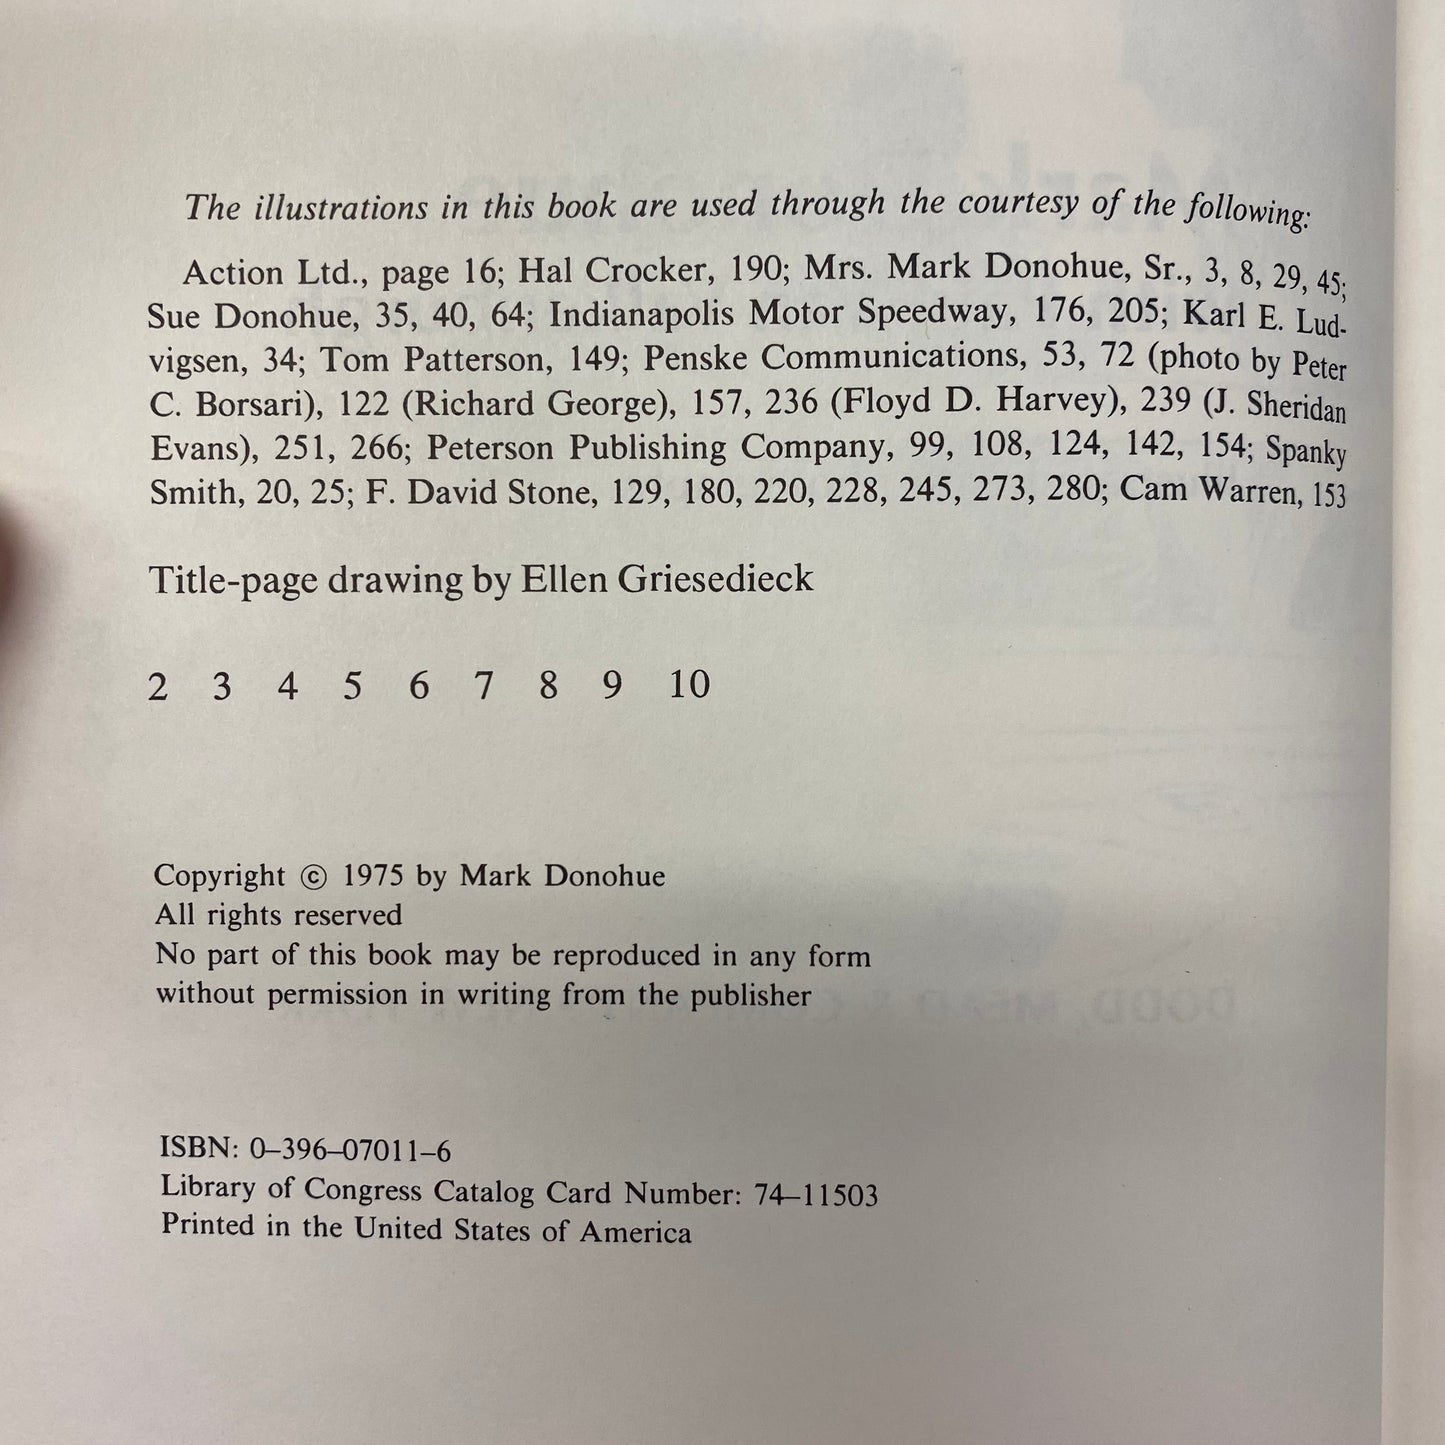 The illustrations in this book are used through the courtesy of the following:
Action Ltd., page 16; Hal Crocker, 190; Mrs. Mark Donohue, Sr., 3, 8, 29, 45;
Sue Donohue, 35, 40, 64; Indianapolis Motor Speedway, 176, 205; Karl E. Lud-
vigsen, 34; Tom Patterson, 149; Penske Communications, 53, 72 (photo by Peter
C. Borsari), 122 (Richard George), 157, 236 (Floyd D. Harvey), 239 (J. Sheridan
Evans), 251, 266; Peterson Publishing Company, 99, 108, 124, 142, 154; Spanky
Smith, 20, 25; F. David Stone, 129, 180, 220, 228, 245, 273, 280; Cam Warren, 153
Title-page drawing by Ellen Griesedieck
2 3 4 5 6 7 8 9 10
Copyright © 1975 by Mark Donohue
All rights reserved
No part of this book may be reproduced in any form
without permission in writing from the publisher
ISBN: 0–396–07011–6
Library of Congress Catalog Card Number: 74–11503
Printed in the United States of America